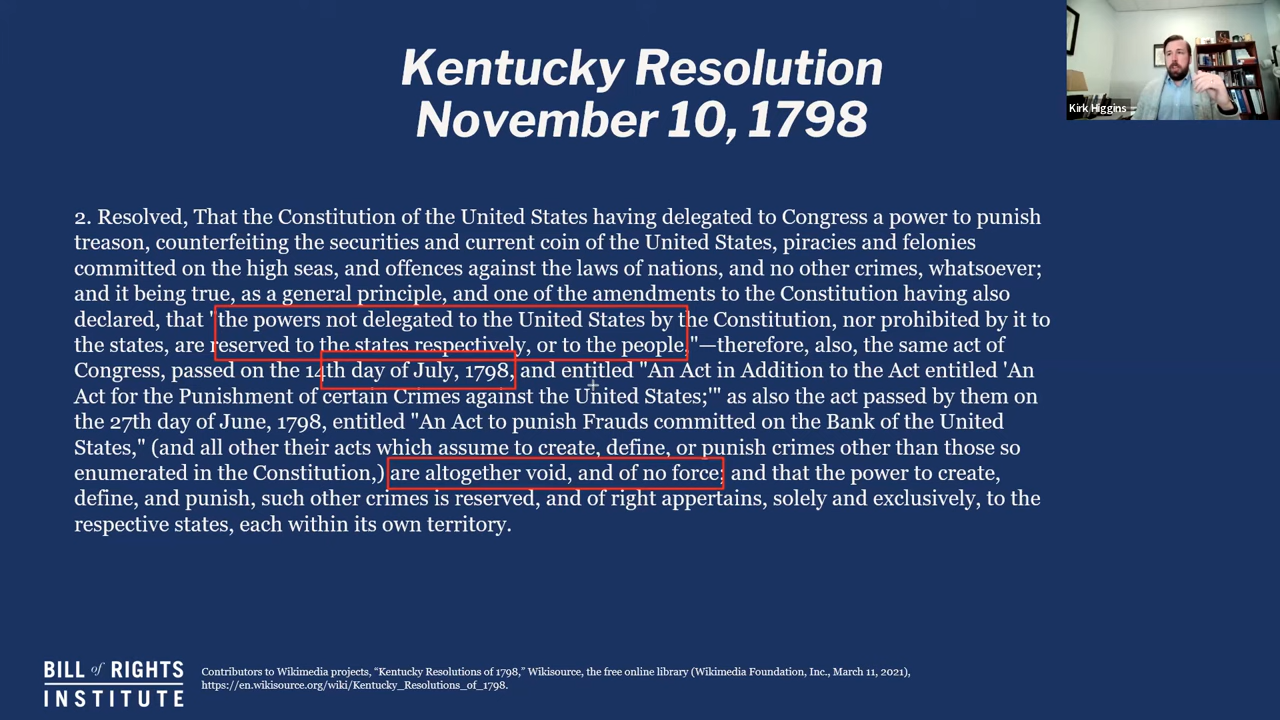 Kentucky Resolution
November 10, 1798
Kirk Higgins
2. Resolved, That the Constitution of the United States having delegated to Congress a power to punish
treason, counterfeiting the securities and current coin of the United States, piracies and felonies
committed on the high seas, and offences against the laws of nations, and no other crimes, whatsoever;
and it being true, as a general principle, and one of the amendments to the Constitution having also
declared, that "the powers not delegated to the United States by the Constitution, nor prohibited by it to
the states, are reserved to the states respectively, or to the people,"—therefore, also, the same act of
Congress, passed on the 14th day of July, 1798, and entitled "An Act in Addition to the Act entitled 'An
Act for the Punishment of certain Crimes against the United States;'" as also the act passed by them on
the 27th day of June, 1798, entitled "An Act to punish Frauds committed on the Bank of the United
States," (and all other their acts which assume to create, define, or punish crimes other than those so
enumerated in the Constitution,) are altogether void, and of no force; and that the power to create,
define, and punish, such other crimes is reserved, and of right appertains, solely and exclusively, to the
respective states, each within its own territory.
BILL of RIGHTS
INSTITUTE
Contributors to Wikimedia projects, “Kentucky Resolutions of 1798,” Wikisource, the free online library (Wikimedia Foundation, Inc., March 11, 2021),
https://en.wikisource.org/wiki/Kentucky_Resolutions_of_1798.